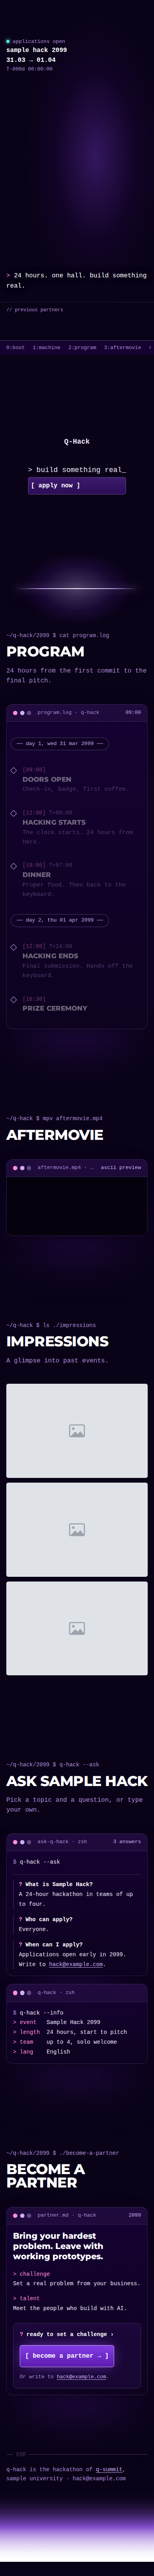 applications open
sample hack 2099
31.03 → 01.04
T-000d 00:00:00
> 24 hours. one hall. build something
real.
// previous partners
0:boot 1:machine 2:program 3:aftermovie
Q-Hack
> build something real_
[ apply now ]
~/q-hack/2099 $ cat program.log
PROGRAM
24 hours from the first commit to the
final pitch.
program.log · q-hack 09:00
── day 1, wed 31 mar 2099 ──
[09:00]
DOORS OPEN
Check-in, badge, first coffee.
[12:00] T+00:00
HACKING STARTS
The clock starts. 24 hours from
here.
[19:00] T+07:00
DINNER
Proper food. Then back to the
keyboard.
── day 2, thu 01 apr 2099 ──
[12:00] T+24:00
HACKING ENDS
Final submission. Hands off the
keyboard.
[16:30]
PRIZE CEREMONY
~/q-hack $ mpv aftermovie.mp4
AFTERMOVIE
aftermovie.mp4 · … ascii preview
~/q-hack $ ls ./impressions
IMPRESSIONS
A glimpse into past events.
~/q-hack/2099 $ q-hack --ask
ASK SAMPLE HACK
Pick a topic and a question, or type
your own.
ask-q-hack · zsh 3 answers
$ q-hack --ask
? What is Sample Hack?
A 24-hour hackathon in teams of up
to four.
? Who can apply?
Everyone.
? When can I apply?
Applications open early in 2099.
Write to hack@example.com.
q-hack · zsh
$ q-hack --info
> event Sample Hack 2099
> length 24 hours, start to pitch
> team up to 4, solo welcome
> lang English
~/q-hack/2099 $ ./become-a-partner
BECOME A
PARTNER
partner.md · q-hack 2099
Bring your hardest
problem. Leave with
working prototypes.
> challenge
Set a real problem from your business.
> talent
Meet the people who build with AI.
? ready to set a challenge ›
[ become a partner → ]
Or write to hack@example.com.
EOF
q-hack is the hackathon of q-summit,
sample university · hack@example.com